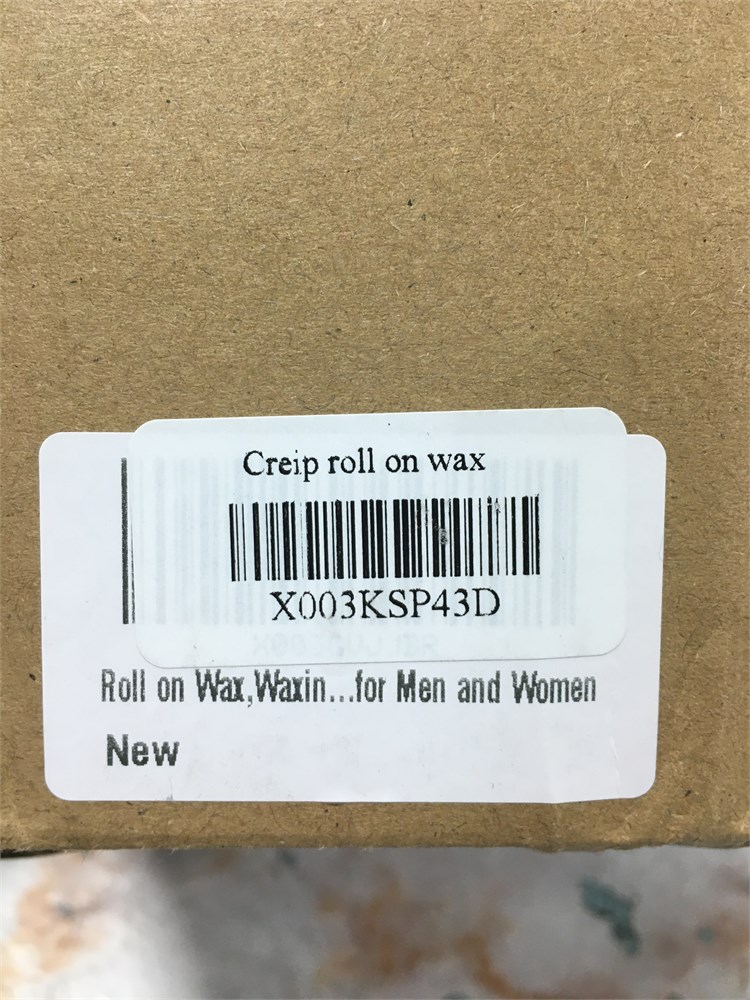 Creip roll on wax
X003KSP43D
Roll on Wax,Waxin...for Men and Women
New